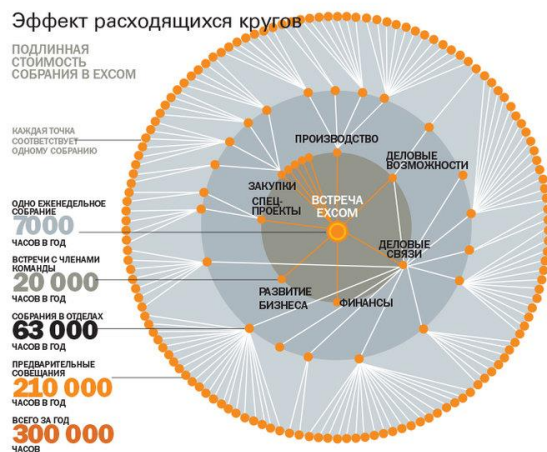 Эффект расходящихся кругов
ПОДЛИННАЯ
СТОИМОСТЬ
СОБРАНИЯ В EXCOM
КАЖДАЯ ТОЧКА
СООТВЕТСТВУЕТ
ОДНОМУ СОБРАНИЮ
ОДНО ЕЖЕНЕДЕЛЬНОЕ
СОБРАНИЕ
7000
ЧАСОВ В ГОД
ВСТРЕЧИ С ЧЛЕНАМИ
КОМАНДЫ
20 000
ЧАСОВ В ГОД
СОБРАНИЯ В ОТДЕЛАХ
63 000
ЧАСОВ В ГОД
ПРЕДВАРИТЕЛЬНЫЕ
СОВЕЩАНИЯ
210 000
ЧАСОВ В ГОД
ВСЕГО ЗА ГОД
300 000
ЧАСОВ
ПРОИЗВОДСТВО
ДЕЛОВЫЕ
ВОЗМОЖНОСТИ
ЗАКУПКИ
СПЕЦ-
ПРОЕКТЫ
ВСТРЕЧА
EXCOM
ДЕЛОВЫЕ
СВЯЗИ
РАЗВИТИЕ
БИЗНЕСА
ФИНАНСЫ